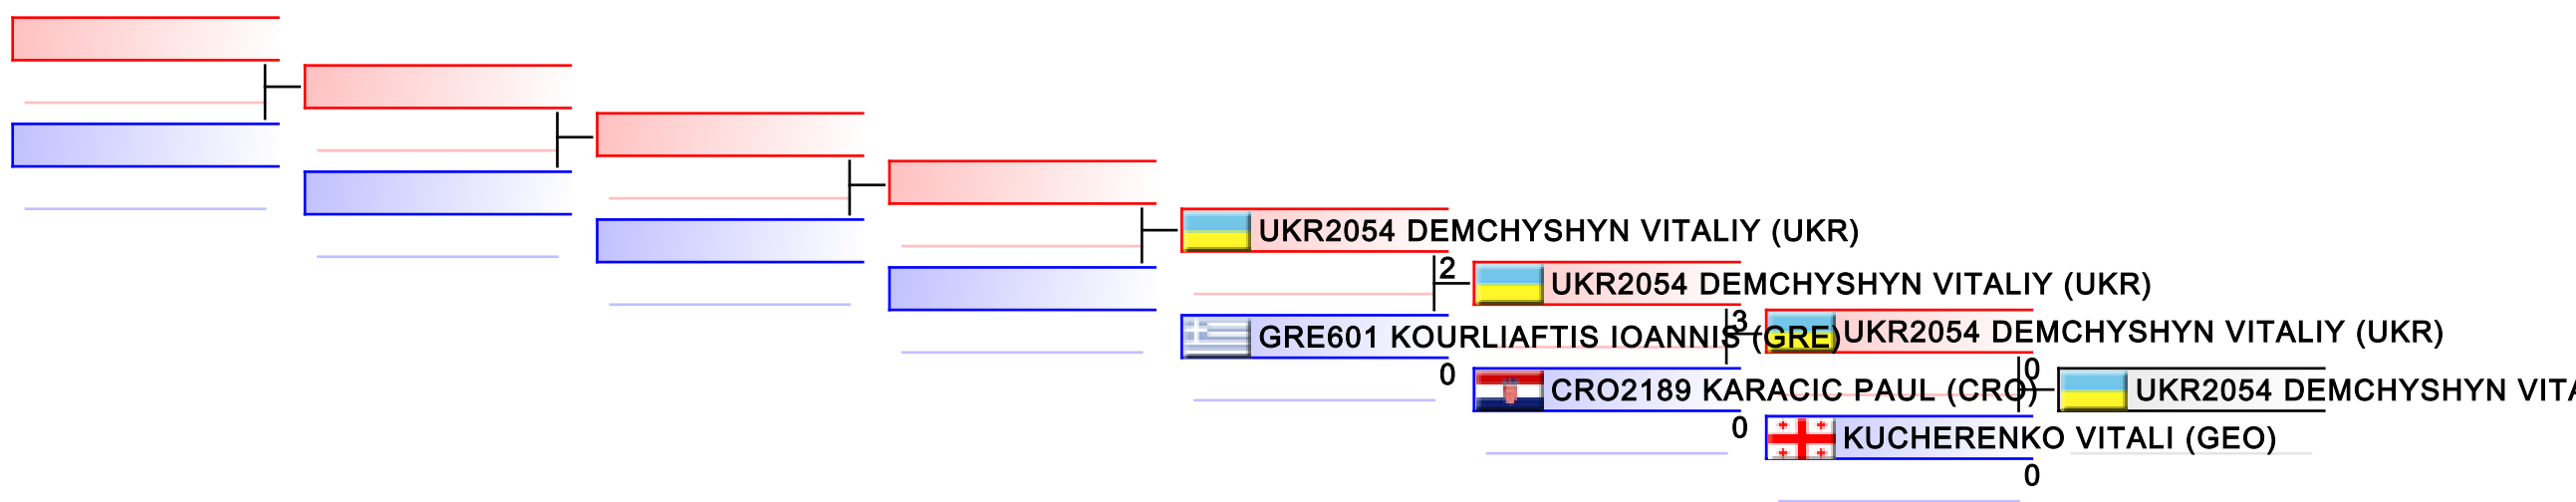 UKR2054 DEMCHYSHYN VITALIY (UKR)
2
UKR2054 DEMCHYSHYN VITALIY (UKR)
GRE601 KOURLIAFTIS IOANNIS (GRE)
3
UKR2054 DEMCHYSHYN VITALIY (UKR)
0
CRO2189 KARACIC PAUL (CRO)
0
UKR2054 DEMCHYSHYN VITA
0
KUCHERENKO VITALI (GEO)
0